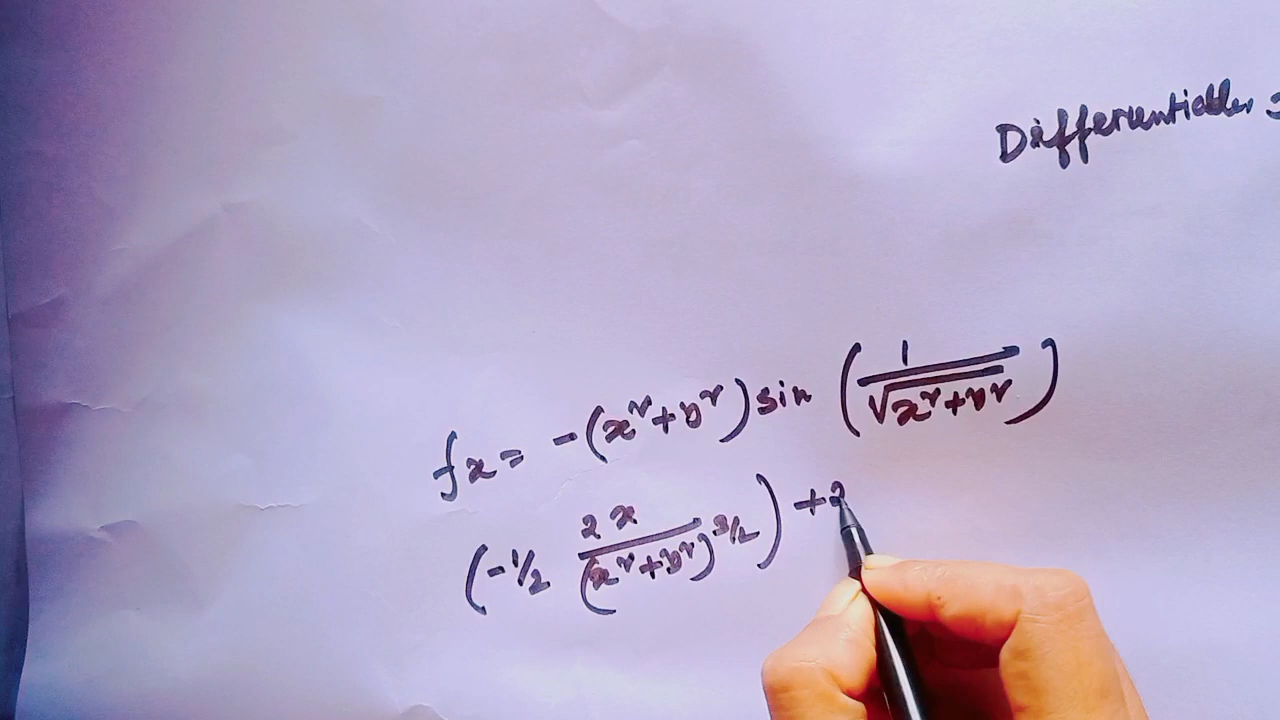 Differentiable
fx = -(x²+y²) sin (1/√(x²+y²))
(-1/2 2x/(x²+y²)^3/2) +2